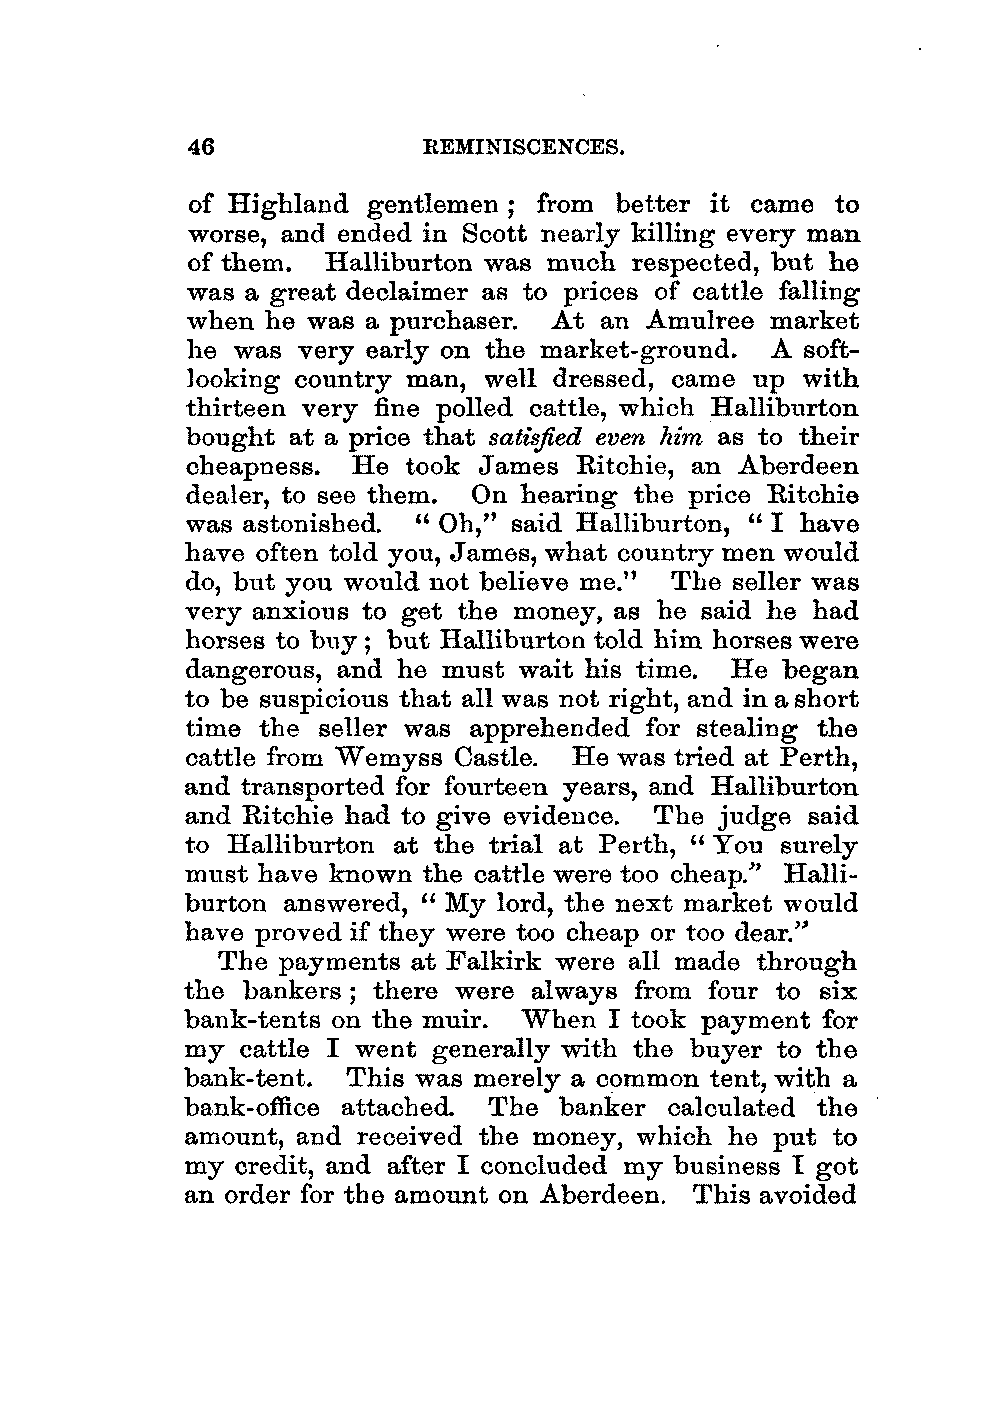 46 REMINISCENCES.
of Highland gentlemen ; from better it came to
worse, and ended in Scott nearly killing every man
of them. Halliburton was much respected, but he
was a great declaimer as to prices of cattle falling
when he was a purchaser. At an Amulree market
he was very early on the market-ground. A soft-
looking country man, well dressed, came up with
thirteen very fine polled cattle, which Halliburton
bought at a price that satisfied even him as to their
cheapness. He took James Ritchie, an Aberdeen
dealer, to see them. On hearing the price Ritchie
was astonished. “ Oh,” said Halliburton, “ I have
have often told you, James, what country men would
do, but you would not believe me.” The seller was
very anxious to get the money, as he said he had
horses to buy ; but Halliburton told him horses were
dangerous, and he must wait his time. He began
to be suspicious that all was not right, and in a short
time the seller was apprehended for stealing the
cattle from Wemyss Castle. He was tried at Perth,
and transported for fourteen years, and Halliburton
and Ritchie had to give evidence. The judge said
to Halliburton at the trial at Perth, “ You surely
must have known the cattle were too cheap.” Halli-
burton answered, “ My lord, the next market would
have proved if they were too cheap or too dear.”
The payments at Falkirk were all made through
the bankers ; there were always from four to six
bank-tents on the muir. When I took payment for
my cattle I went generally with the buyer to the
bank-tent. This was merely a common tent, with a
bank-office attached. The banker calculated the
amount, and received the money, which he put to
my credit, and after I concluded my business I got
an order for the amount on Aberdeen. This avoided